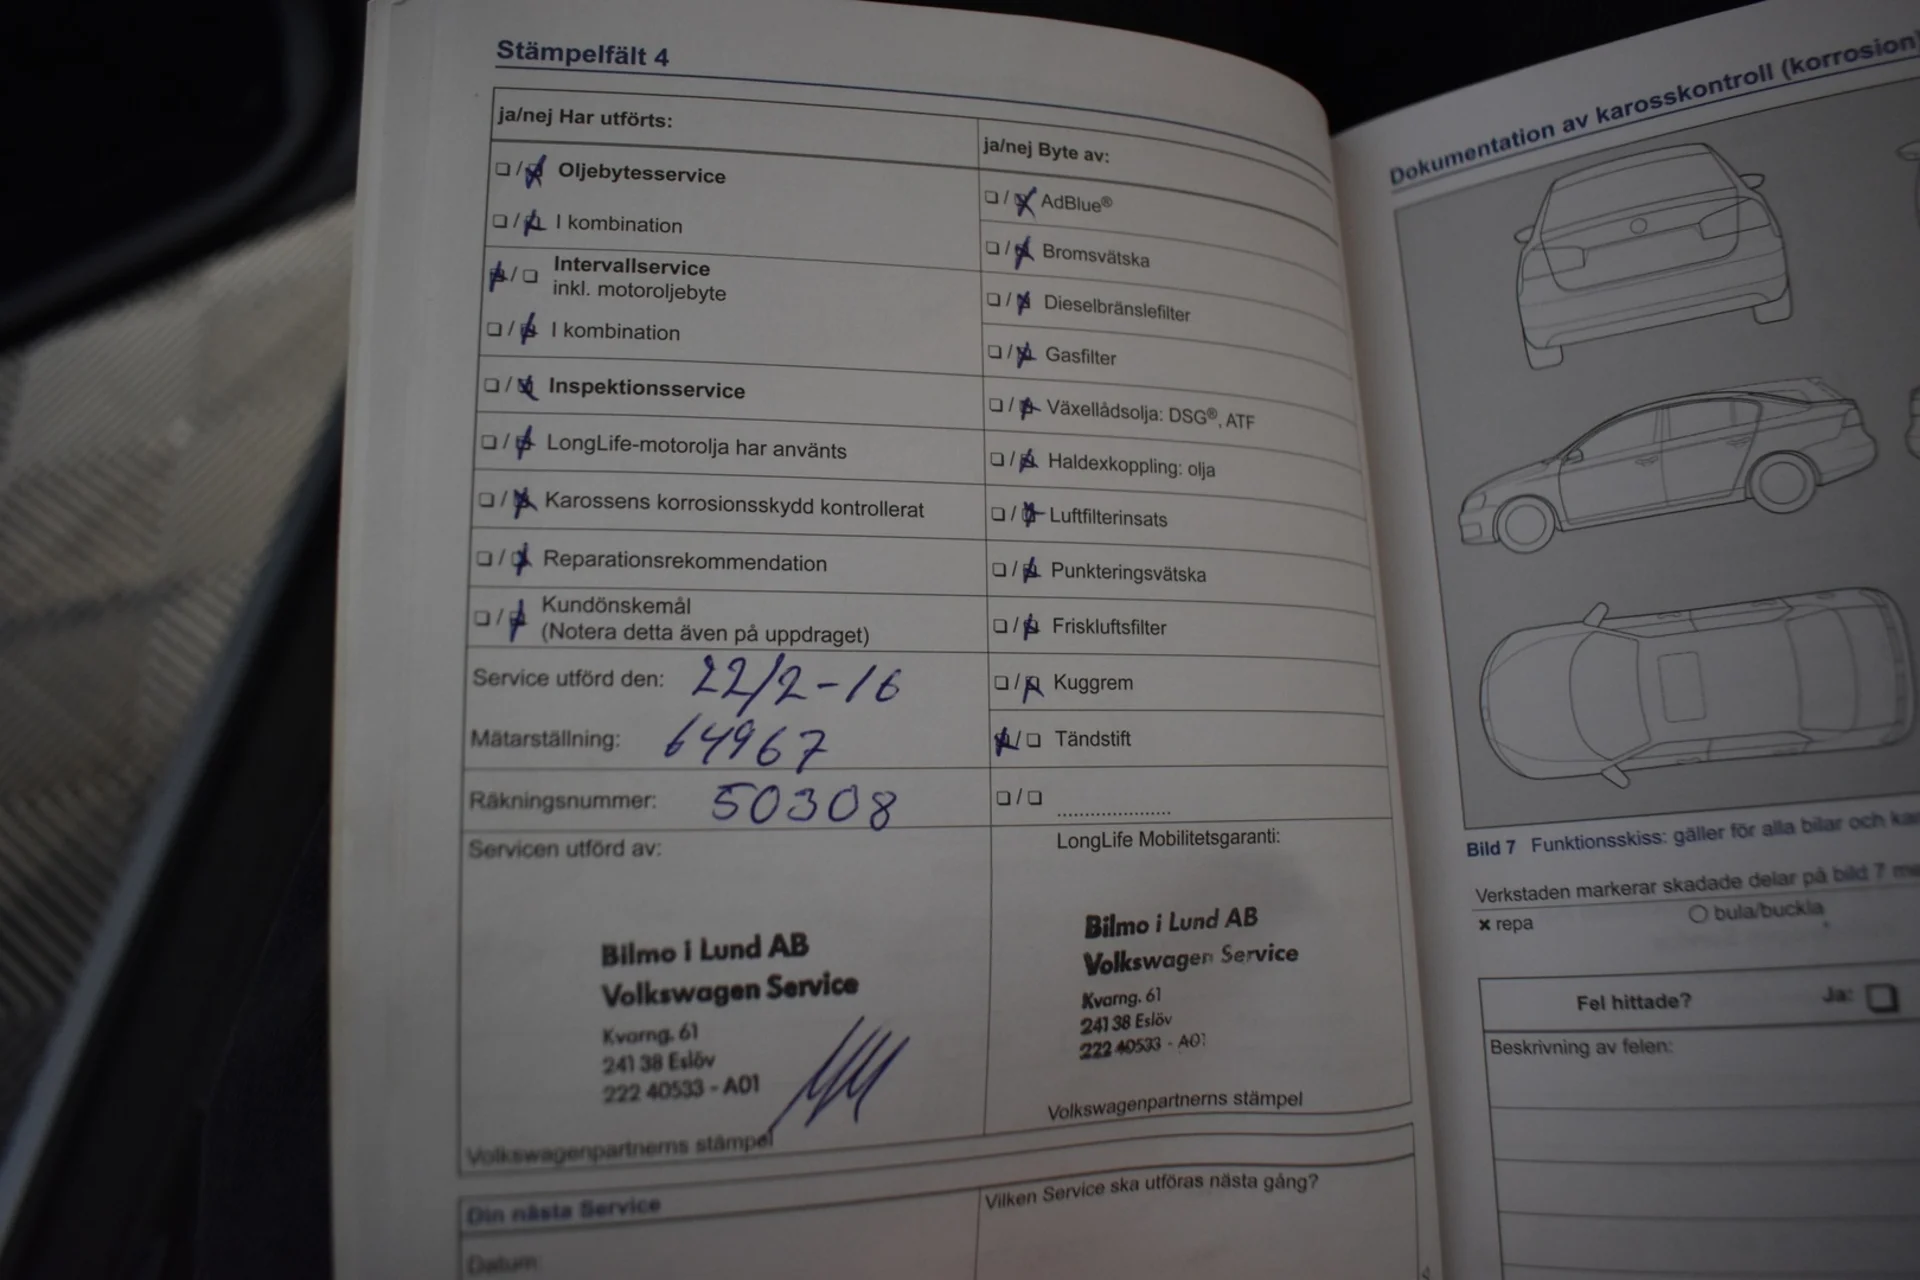 Stämpelfält 4
ja/nej Har utförts:
❏ / ❏ Oljebytesservice
❏ / ❏ I kombination
❏ / ❏ Intervallservice
inkl. motoroljebyte
❏ / ❏ I kombination
❏ / ❏ Inspektionsservice
❏ / ❏ LongLife-motorolja har använts
❏ / ❏ Karossens korrosionsskydd kontrollerat
❏ / ❏ Reparationsrekommendation
❏ / ❏ Kundönskemål
(Notera detta även på uppdraget)
Service utförd den: 22/2-16
Mätarställning: 64967
Räkningsnummer: 50308
Servicen utförd av:
Bilmo i Lund AB
Volkswagen Service
Kvarng. 61
241 38 Eslöv
222 40533 - A01
Volkswagenpartnerns stämpel
ja/nej Byte av:
❏ / ❏ AdBlue®
❏ / ❏ Bromsvätska
❏ / ❏ Dieselbränslefilter
❏ / ❏ Gasfilter
❏ / ❏ Växellådsolja: DSG®, ATF
❏ / ❏ Haldexkoppling: olja
❏ / ❏ Luftfilterinsats
❏ / ❏ Punkteringsvätska
❏ / ❏ Friskluftsfilter
❏ / ❏ Kuggrem
❏ / ❏ Tändstift
❏ / ❏ ......................
LongLife Mobilitetsgaranti:
Bilmo i Lund AB
Volkswagen Service
Kvarng. 61
241 38 Eslöv
222 40533 - A01
Volkswagenpartnerns stämpel
Din nästa Service
Datum:
Vilken Service ska utföras nästa gång?
Dokumentation av karosskontroll (korrosion)
Bild 7 Funktionsskiss: gäller för alla bilar och
Verkstaden markerar skadade delar på bild 7
× repa
○ bula/buckla
Fel hittade? Ja: ❏
Beskrivning av felen: